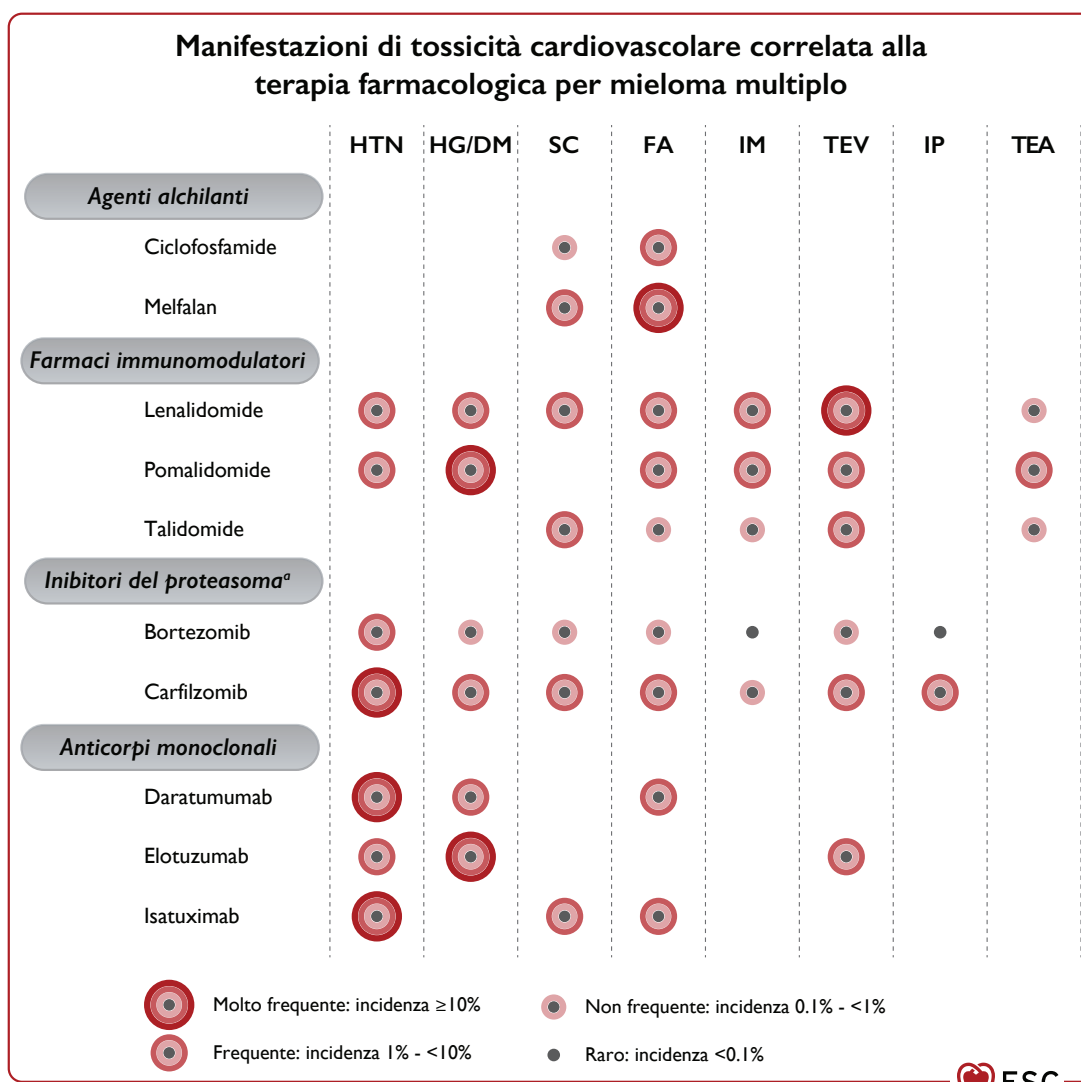 Manifestazioni di tossicità cardiovascolare correlata alla
terapia farmacologica per mieloma multiplo
HTN HG/DM SC FA IM TEV IP TEA
Agenti alchilanti
Ciclofosfamide
Melfalan
Farmaci immunomodulatori
Lenalidomide
Pomalidomide
Talidomide
Inibitori del proteasomaᵃ
Bortezomib
Carfilzomib
Anticorpi monoclonali
Daratumumab
Elotuzumab
Isatuximab
Molto frequente: incidenza ≥10% Non frequente: incidenza 0.1% - <1%
Frequente: incidenza 1% - <10% Raro: incidenza <0.1%
ESC